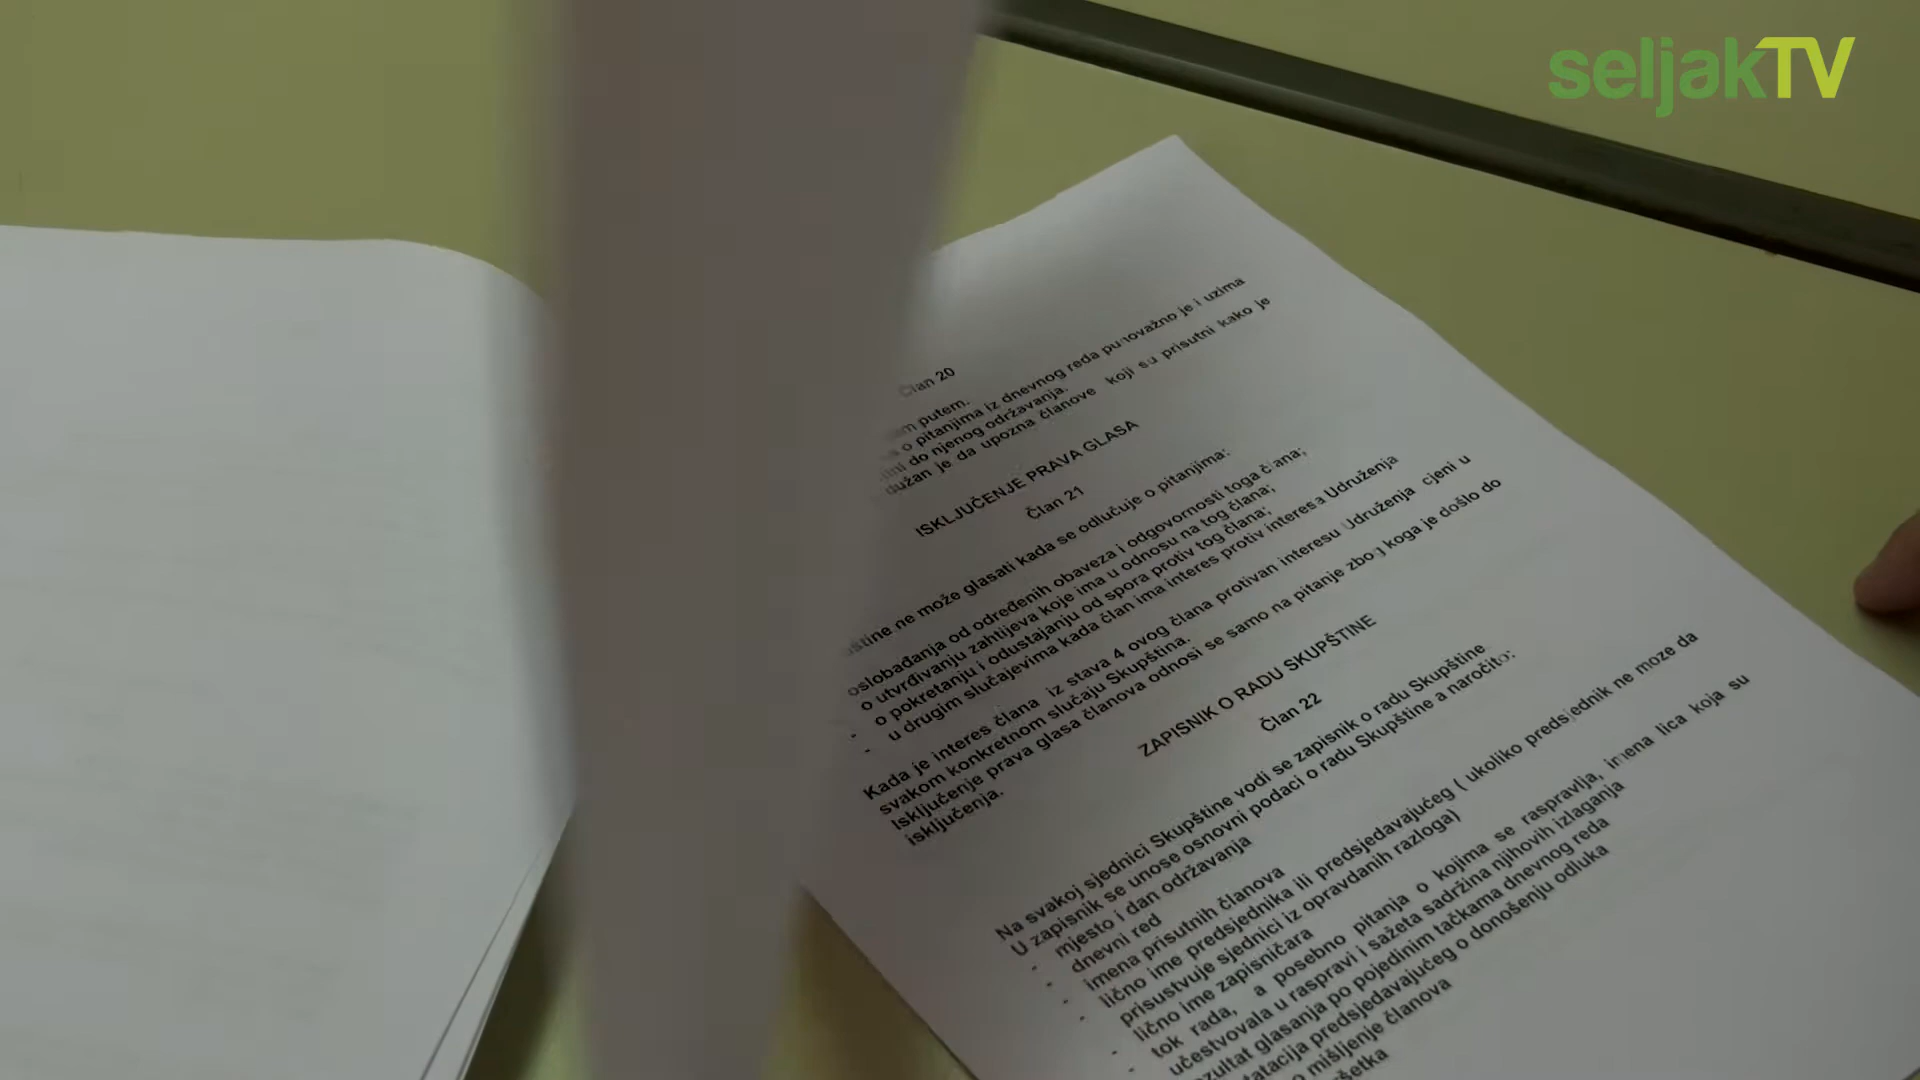 seljakTV
Član 20
putem.
o pitanjima iz dnevnog reda punovažno je i uzima
do njenog održavanja.
dužan je da upozna članove koji su prisutni kako je
ISKLJUČENJE PRAVA GLASA
Član 21
ne može glasati kada se odlučuje o pitanjima:
oslobađanja od određenih obaveza i odgovornosti toga člana;
o utvrđivanju zahtijeva koje ima u odnosu na tog člana;
- o pokretanju i odustajanju od spora protiv tog člana;
- u drugim slučajevima kada član ima interes protiv interesa Udruženja
Kada je interes člana iz stava 4 ovog člana protivan interesu Udruženja cjeni u
svakom konkretnom slučaju Skupština.
Isključenje prava glasa članova odnosi se samo na pitanje zbog koga je došlo do
isključenja.
ZAPISNIK O RADU SKUPŠTINE
Član 22
Na svakoj sjednici Skupštine vodi se zapisnik o radu Skupštine
U zapisnik se unose osnovni podaci o radu Skupštine a naročito:
- mjesto i dan održavanja
- dnevni red
- imena prisutnih članova
- lično ime predsjednika ili predsjedavajućeg ( ukoliko predsjednik ne moze da
prisustvuje sjednici iz opravdanih razloga)
- lično ime zapisničara
- tok rada, a posebno pitanja o kojima se raspravlja, imena lica koja su
učestvovala u raspravi i sažeta sadržina njihovih izlaganja
glasanja po pojedinim tačkama dnevnog reda
predsjedavajućeg o donošenju odluka
mišljenje članova